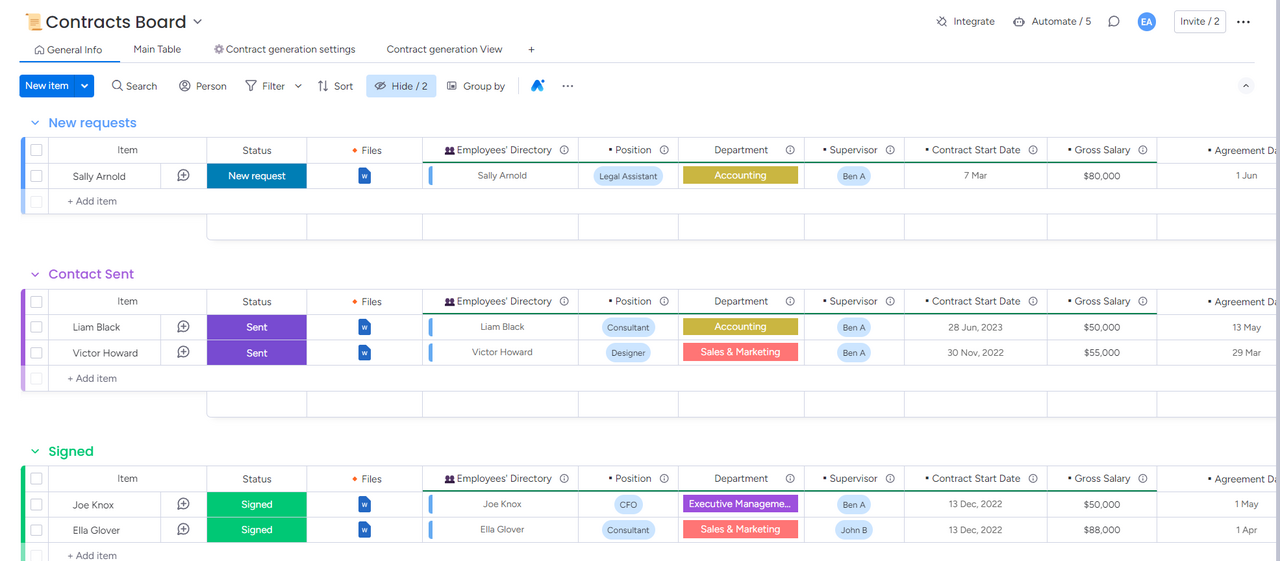 Contracts Board
Integrate
Automate / 5
EA
Invite / 2
General Info
Main Table
Contract generation settings
Contract generation View
+
New item
Search
Person
Filter
Sort
Hide / 2
Group by
New requests
Item Status Files Employees' Directory Position Department Supervisor Contract Start Date Gross Salary Agreement Da
Sally Arnold New request W Sally Arnold Legal Assistant Accounting Ben A 7 Mar $80,000 1 Jun
+ Add item
Contact Sent
Item Status Files Employees' Directory Position Department Supervisor Contract Start Date Gross Salary Agreement Da
Liam Black Sent W Liam Black Consultant Accounting Ben A 28 Jun, 2023 $50,000 13 May
Victor Howard Sent W Victor Howard Designer Sales & Marketing Ben A 30 Nov, 2022 $55,000 29 Mar
+ Add item
Signed
Item Status Files Employees' Directory Position Department Supervisor Contract Start Date Gross Salary Agreement Da
Joe Knox Signed W Joe Knox CFO Executive Manageme... Ben A 13 Dec, 2022 $50,000 1 May
Ella Glover Signed W Ella Glover Consultant Sales & Marketing John B 13 Dec, 2022 $88,000 1 Apr
+ Add item